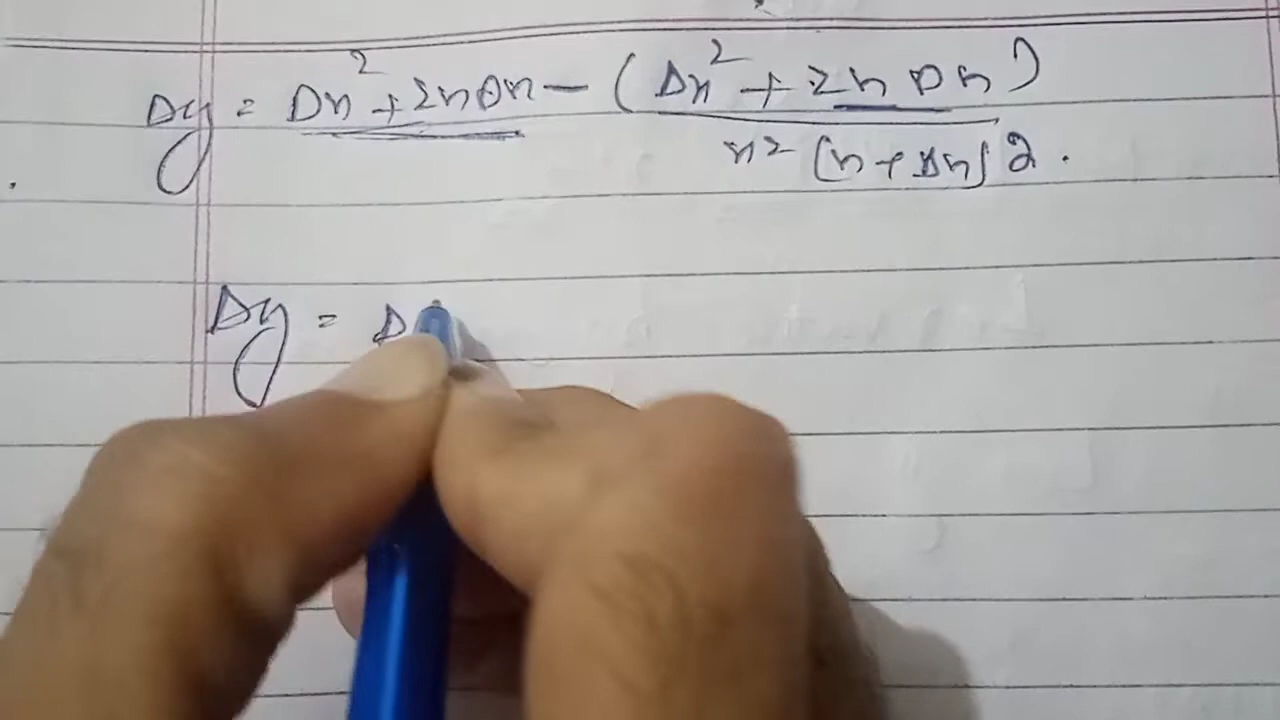 Δy = Δx² + 2xΔx - (Δx² + 2xΔx)
x² (x + Δx)2.
Δy = Δ